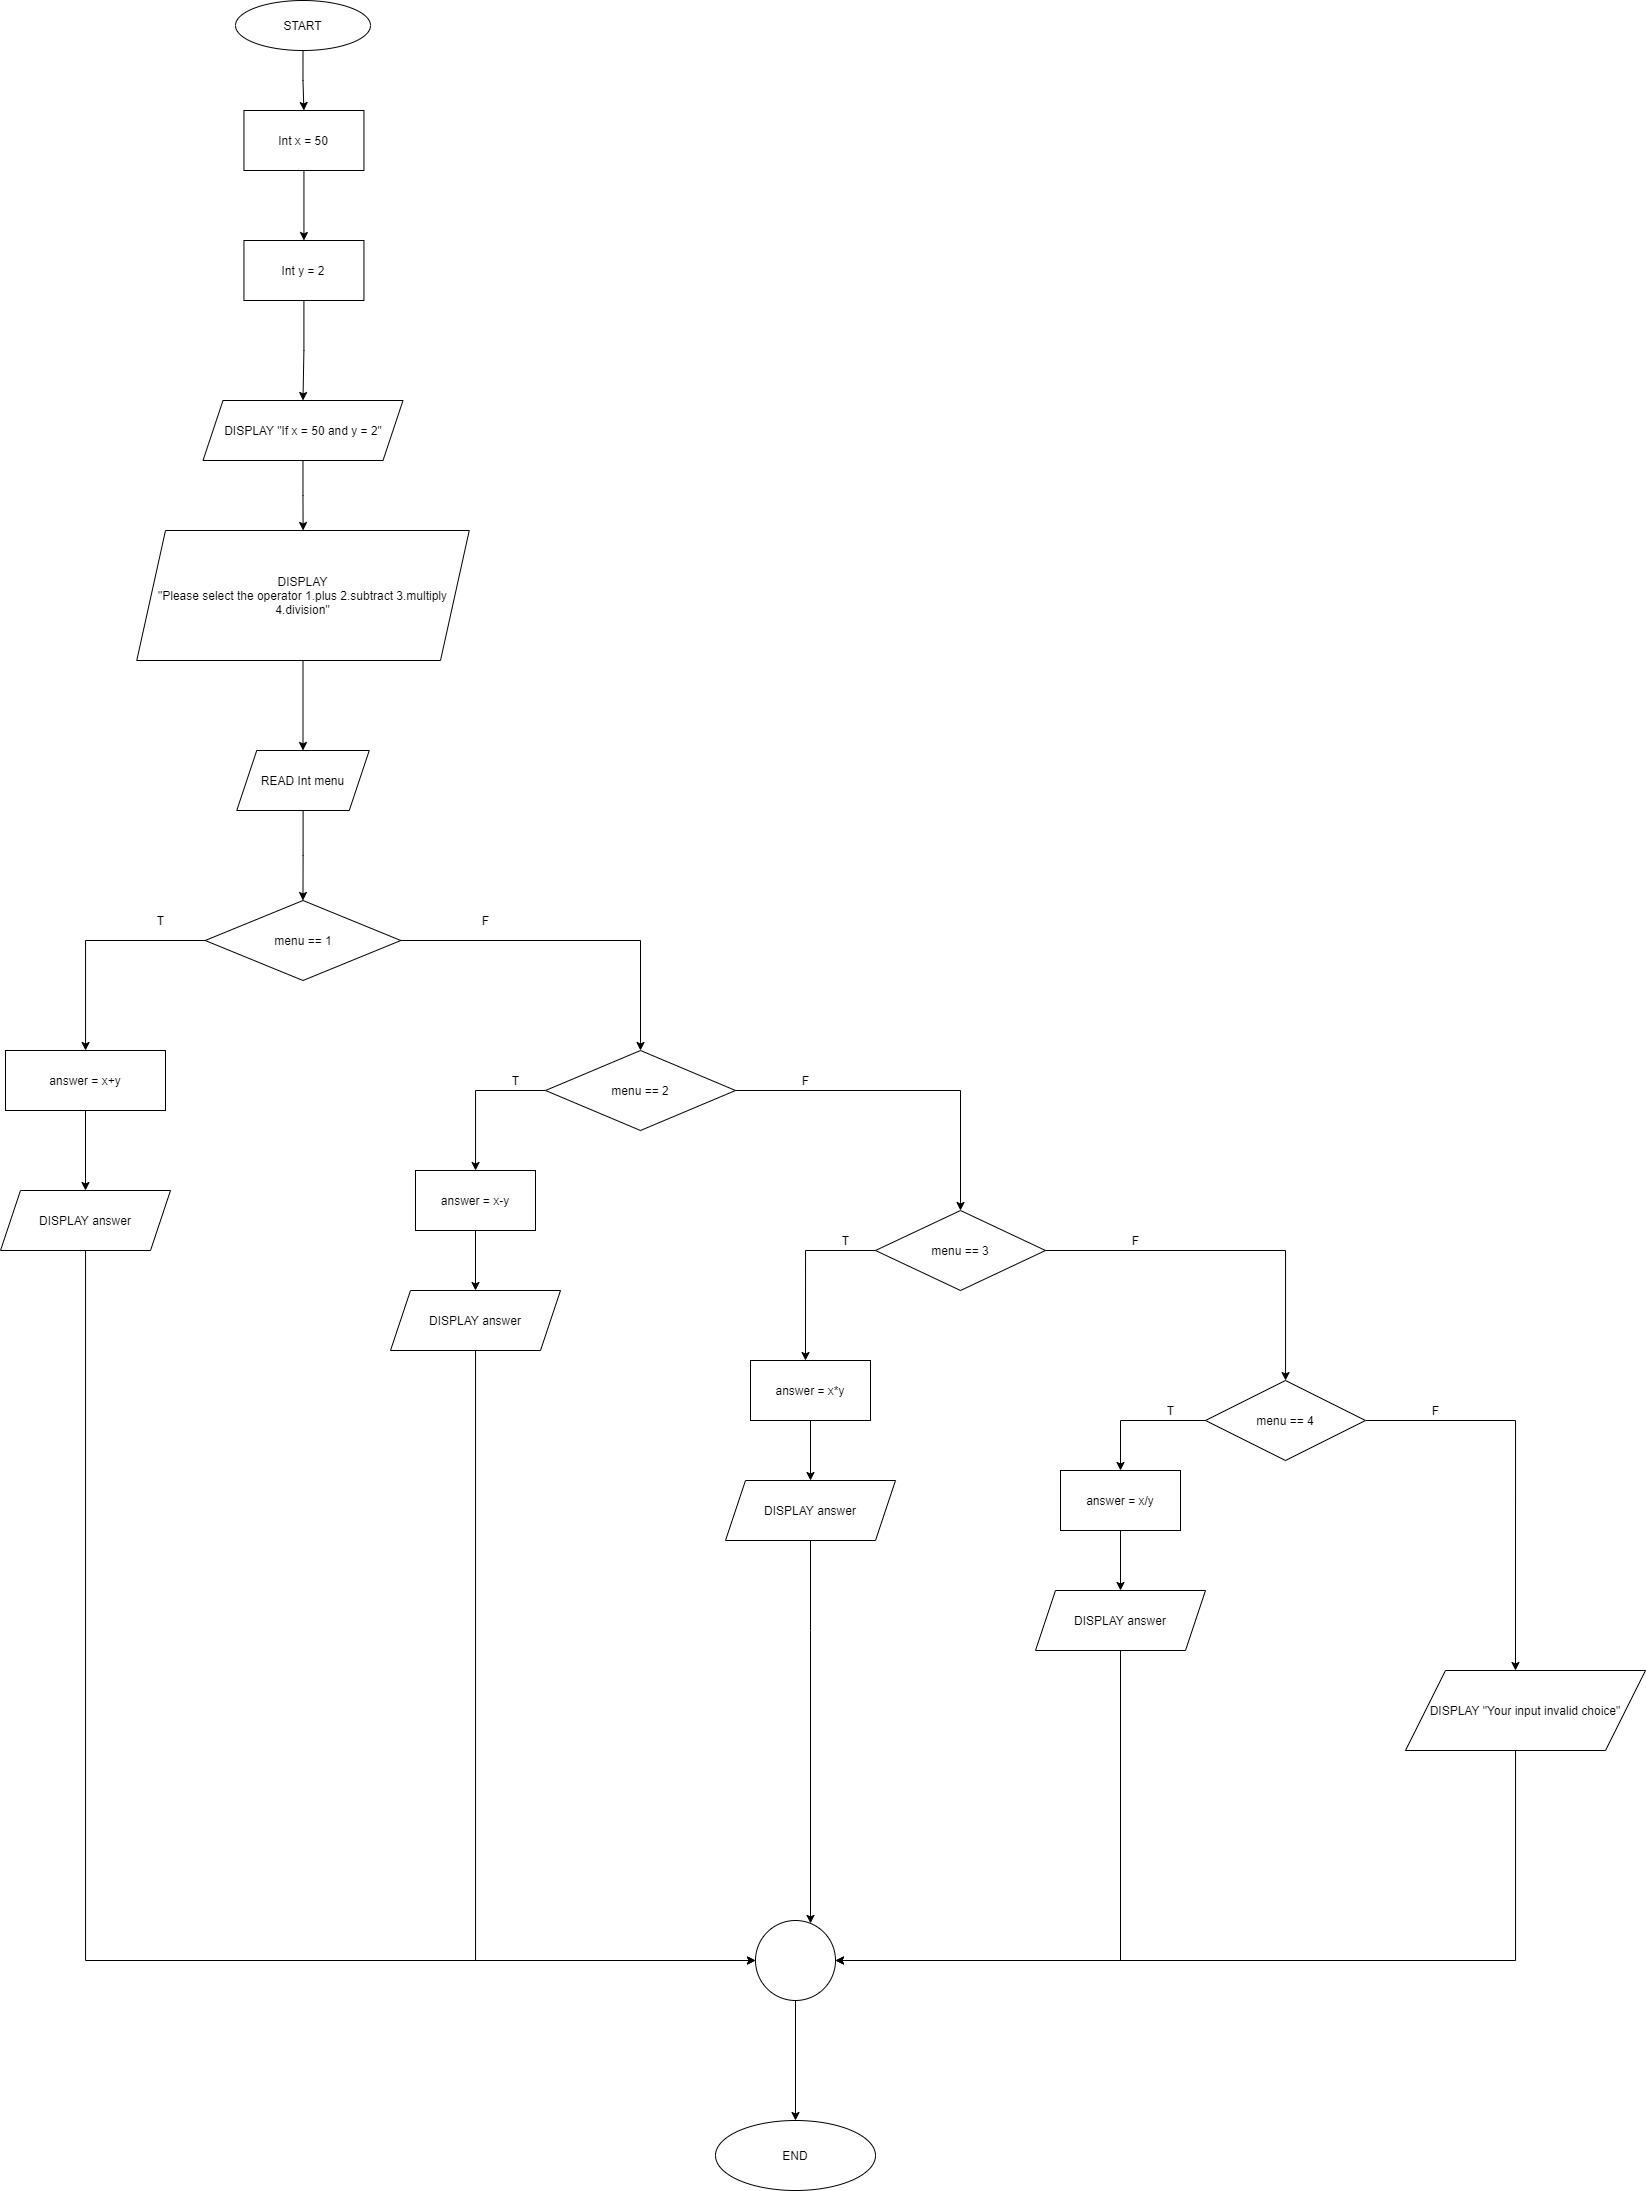 START
Int x = 50
Int y = 2
DISPLAY "If x = 50 and y = 2"
DISPLAY
"Please select the operator 1.plus 2.subtract 3.multiply
4.division"
READ Int menu
menu == 1
T
F
answer = x+y
DISPLAY answer
menu == 2
T
F
answer = x-y
DISPLAY answer
menu == 3
T
F
answer = x*y
DISPLAY answer
menu == 4
T
F
answer = x/y
DISPLAY answer
DISPLAY "Your input invalid choice"
END